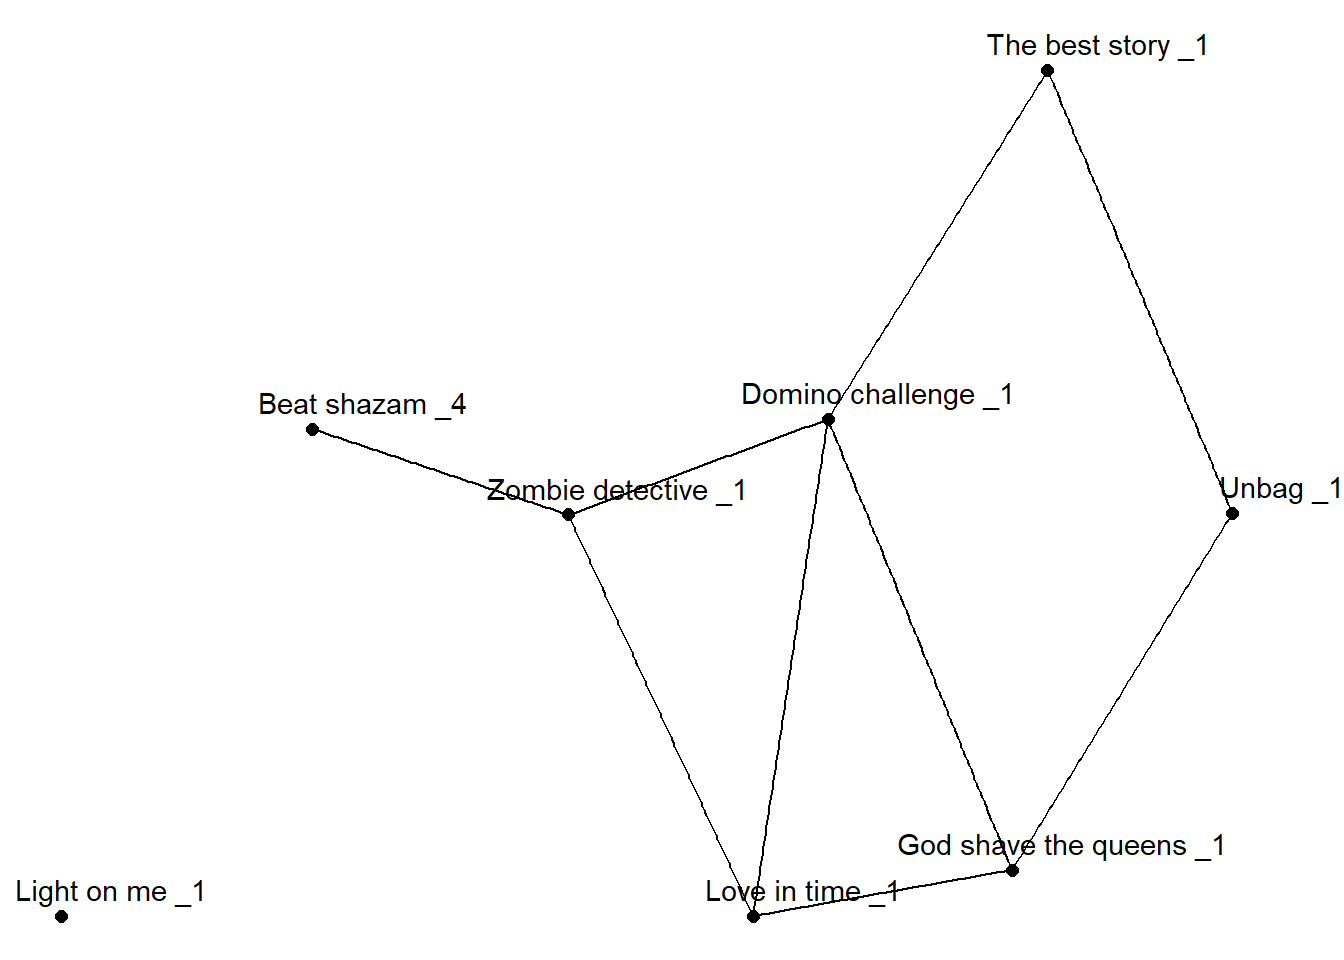 The best story _1
Domino challenge _1
Beat shazam _4
Zombie detective _1
Unbag _1
God shave the queens _1
Light on me _1
Love in time _1